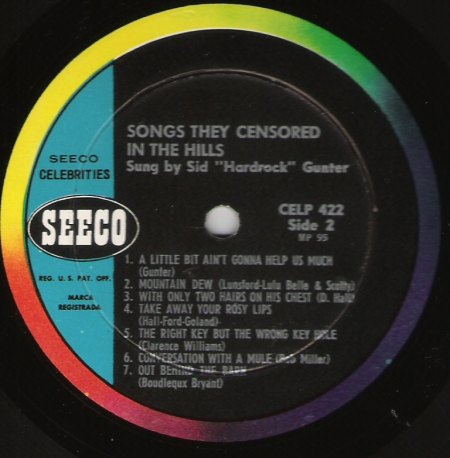 SONGS THEY CENSORED
IN THE HILLS
Sung by Sid "Hardrock" Gunter
SEECO
CELEBRITIES
SEECO
REG. U. S. PAT. OFF.
MARCA
REGISTRADA
CELP 422
Side 2
MP 95
1. A LITTLE BIT AIN'T GONNA HELP US MUCH
(Gunter)
2. MOUNTAIN DEW (Lunsford-Lulu Belle & Scotty)
3. WITH ONLY TWO HAIRS ON HIS CHEST (D. Hall)
4. TAKE AWAY YOUR ROSY LIPS
(Hall-Ford-Goland)
5. THE RIGHT KEY BUT THE WRONG KEY HOLE
(Clarence Williams)
6. CONVERSATION WITH A MULE (Bob Miller)
7. OUT BEHIND THE BARN
(Boudlequx Bryant)